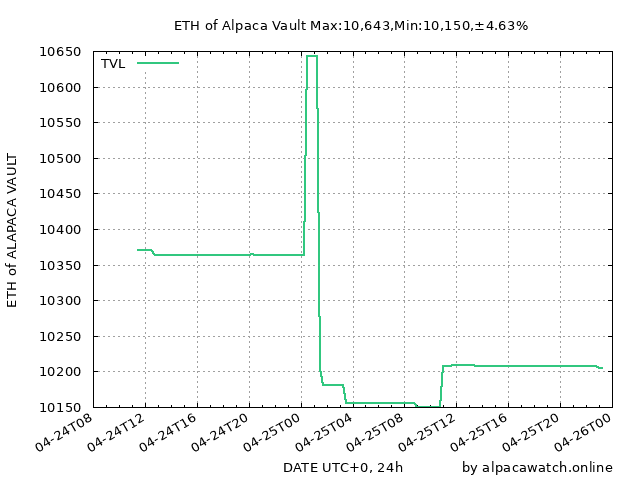 ETH of Alpaca Vault Max:10,643,Min:10,150,±4.63%
TVL
ETH of ALAPACA VAULT
10650
10600
10550
10500
10450
10400
10350
10300
10250
10200
10150
04-24T08
04-24T12
04-24T16
04-24T20
04-25T00
04-25T04
04-25T08
04-25T12
04-25T16
04-25T20
04-26T00
DATE UTC+0, 24h
by alpacawatch.online